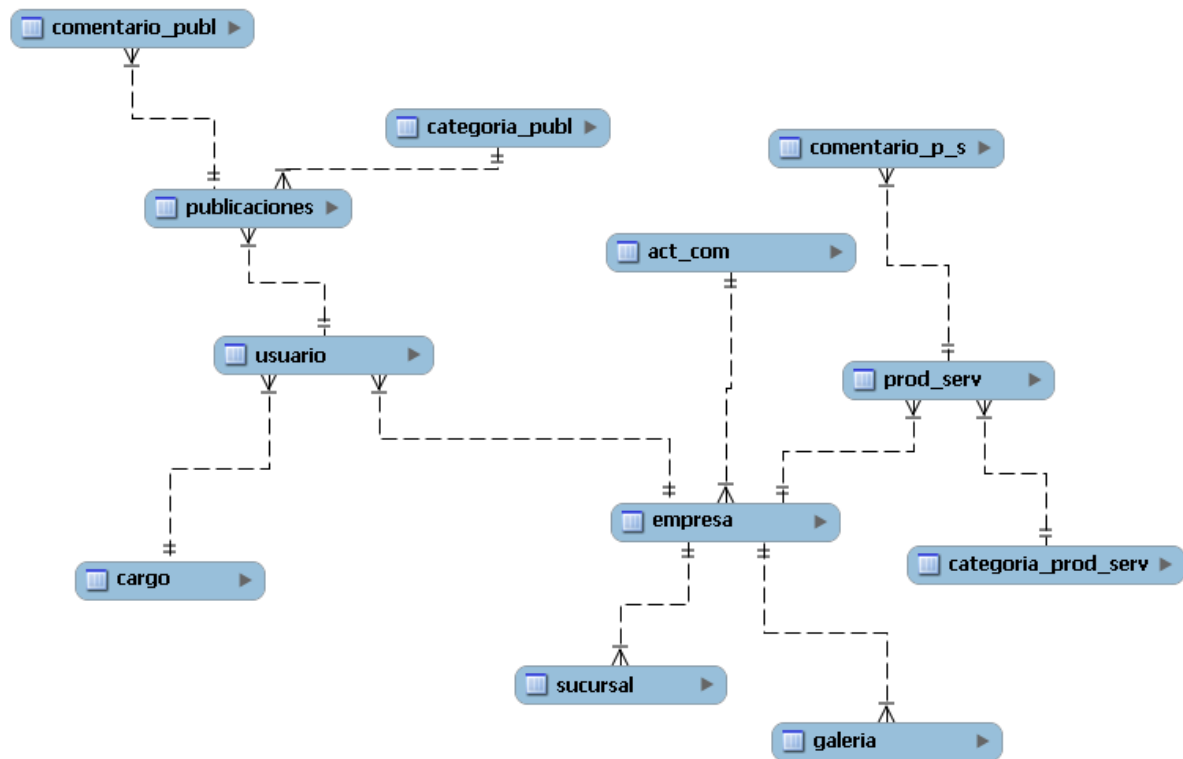 comentario_publ
categoria_publ
comentario_p_s
publicaciones
act_com
usuario
prod_serv
empresa
categoria_prod_serv
cargo
sucursal
galeria